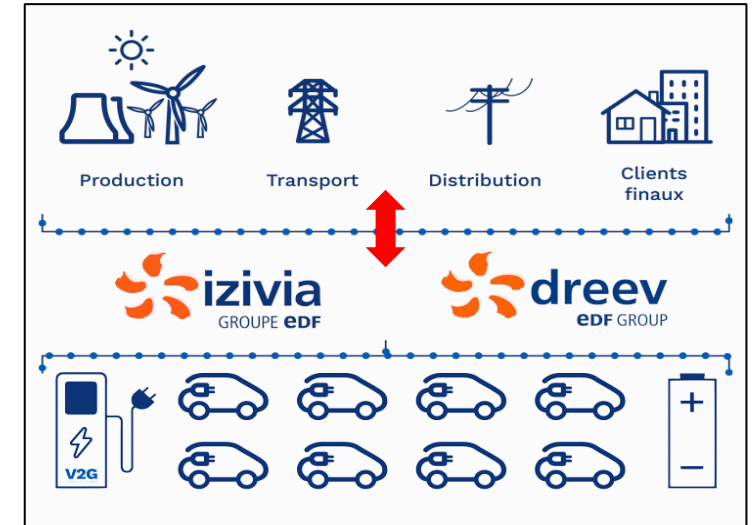 Production
Transport
Distribution
Clients
finaux
izivia
GROUPE eDF
dreev
eDF GROUP
V2G
+
–